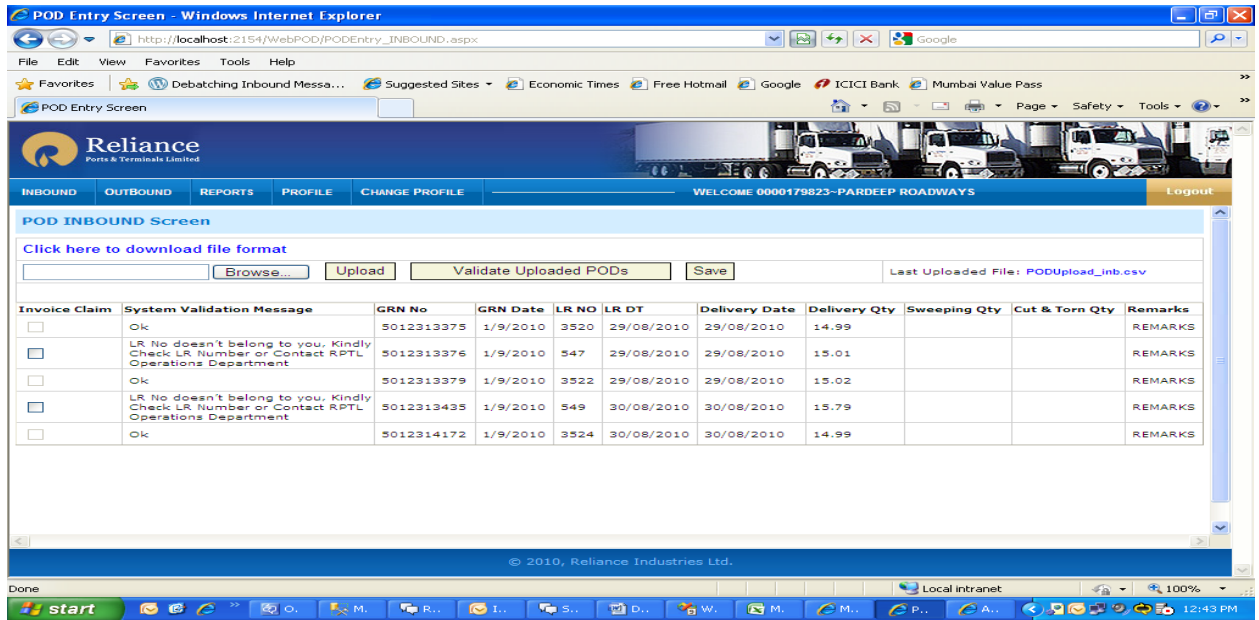 POD Entry Screen - Windows Internet Explorer
http://localhost:2154/WebPOD/PODEntry_INBOUND.aspx
Google
File Edit View Favorites Tools Help
Favorites Debatching Inbound Messa... Suggested Sites Economic Times Free Hotmail Google ICICI Bank Mumbai Value Pass
POD Entry Screen
Page Safety Tools
Reliance
Ports & Terminals Limited
INBOUND OUTBOUND REPORTS PROFILE CHANGE PROFILE WELCOME 0000179823~PARDEEP ROADWAYS Logout
POD INBOUND Screen
Click here to download file format
Browse... Upload Validate Uploaded PODs Save Last Uploaded File: PODUpload_inb.csv
Invoice Claim System Validation Message GRN No GRN Date LR NO LR DT Delivery Date Delivery Qty Sweeping Qty Cut & Torn Qty Remarks
Ok 5012313375 1/9/2010 3520 29/08/2010 29/08/2010 14.99 REMARKS
LR No doesn't belong to you, Kindly
Check LR Number or Contact RPTL
Operations Department
5012313376 1/9/2010 547 29/08/2010 29/08/2010 15.01 REMARKS
Ok 5012313379 1/9/2010 3522 29/08/2010 29/08/2010 15.02 REMARKS
LR No doesn't belong to you, Kindly
Check LR Number or Contact RPTL
Operations Department
5012313435 1/9/2010 549 30/08/2010 30/08/2010 15.79 REMARKS
Ok 5012314172 1/9/2010 3524 30/08/2010 30/08/2010 14.99 REMARKS
© 2010, Reliance Industries Ltd.
Done Local intranet 100%
start O.. M.. R.. I.. S.. D.. W.. M.. M.. P.. A.. 12:43 PM